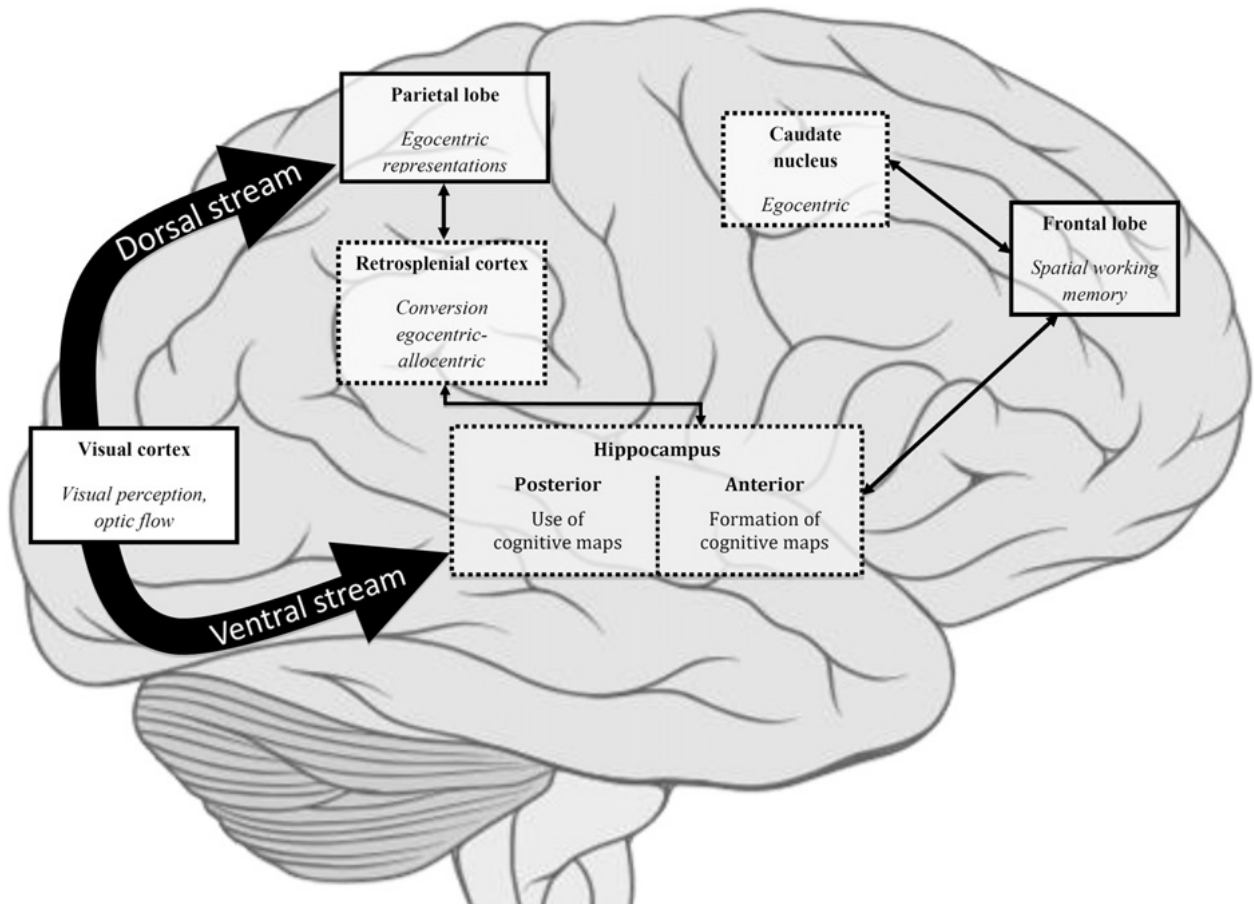 Parietal lobe
Egocentric
representations
Caudate
nucleus
Egocentric
Dorsal stream
Frontal lobe
Spatial working
memory
Retrosplenial cortex
Conversion
egocentric-
allocentric
Visual cortex
Visual perception,
optic flow
Hippocampus
Posterior
Use of
cognitive maps
Anterior
Formation of
cognitive maps
Ventral stream